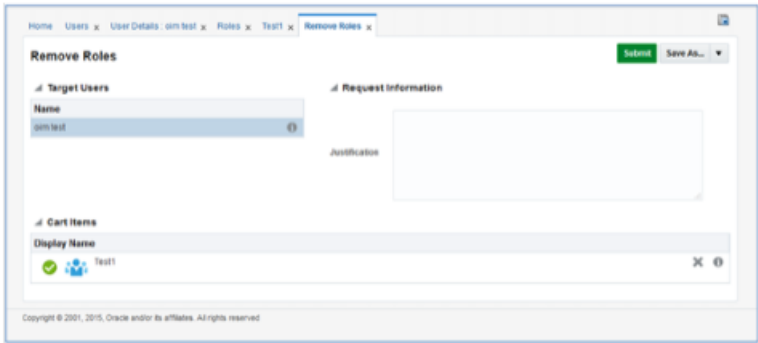 Home Users x User Details : oim test x Roles x Test1 x Remove Roles x
Remove Roles
Submit Save As...
Target Users
Request Information
Name
oim test
Justification
Cart Items
Display Name
Test1
Copyright © 2001, 2015, Oracle and/or its affiliates. All rights reserved